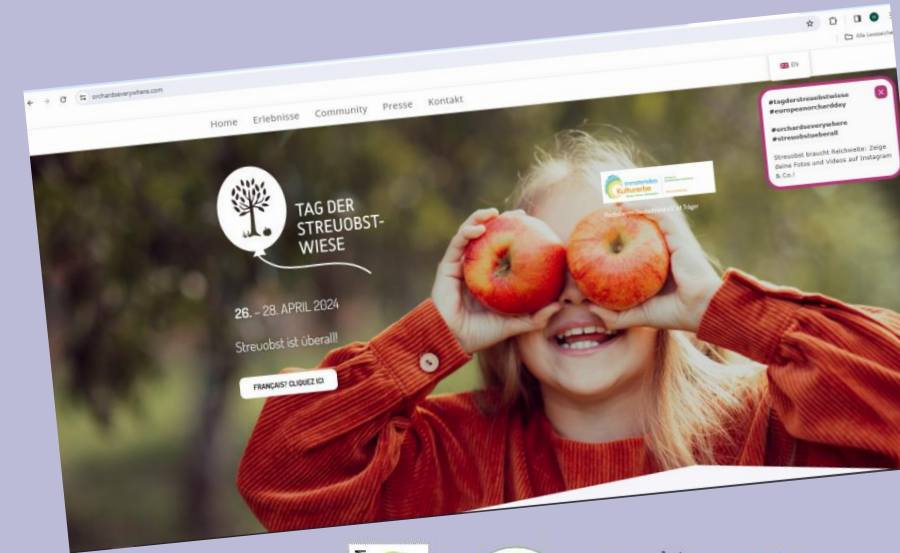 orchardseverywhere.com
EN
Home Erlebnisse Community Presse Kontakt
#tagderstreuobstwiese
#europeanorchardday
#orchardseverywhere
#streuobstueberall
Streuobst braucht Reichweite: Zeige
deine Fotos und Videos auf Instagram
& Co.!
TAG DER
STREUOBST-
WIESE
Kulturerbe
26. – 28. APRIL 2024
Streuobst ist überall!
FRANÇAIS? CLIQUEZ ICI